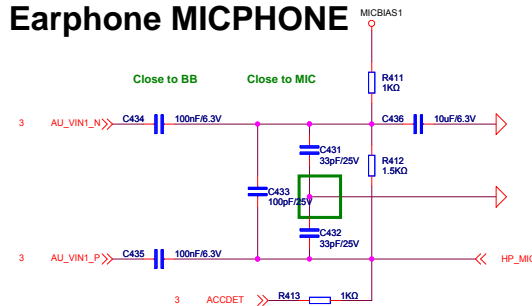 Earphone MICPHONE
MICBIAS1
Close to BB
Close to MIC
R411
1KΩ
3 AU_VIN1_N
C434
100nF/6.3V
C436
10uF/6.3V
C431
33pF/25V
R412
1.5KΩ
C433
100pF/25V
C432
33pF/25V
3 AU_VIN1_P
C435
100nF/6.3V
HP_MIC
3 ACCDET
R413
1KΩ